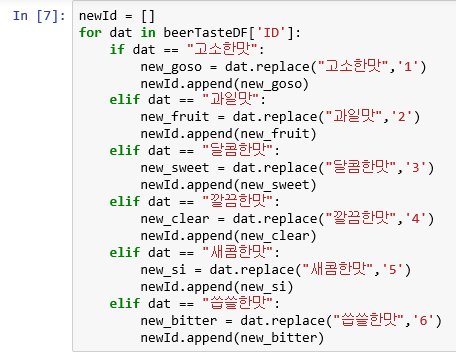 In [7]: newId = []
for dat in beerTasteDF['ID']:
    if dat == "고소한맛":
        new_goso = dat.replace("고소한맛",'1')
        newId.append(new_goso)
    elif dat == "과일맛":
        new_fruit = dat.replace("과일맛",'2')
        newId.append(new_fruit)
    elif dat == "달콤한맛":
        new_sweet = dat.replace("달콤한맛",'3')
        newId.append(new_sweet)
    elif dat == "깔끔한맛":
        new_clear = dat.replace("깔끔한맛",'4')
        newId.append(new_clear)
    elif dat == "새콤한맛":
        new_si = dat.replace("새콤한맛",'5')
        newId.append(new_si)
    elif dat == "씁쓸한맛":
        new_bitter = dat.replace("씁쓸한맛",'6')
        newId.append(new_bitter)